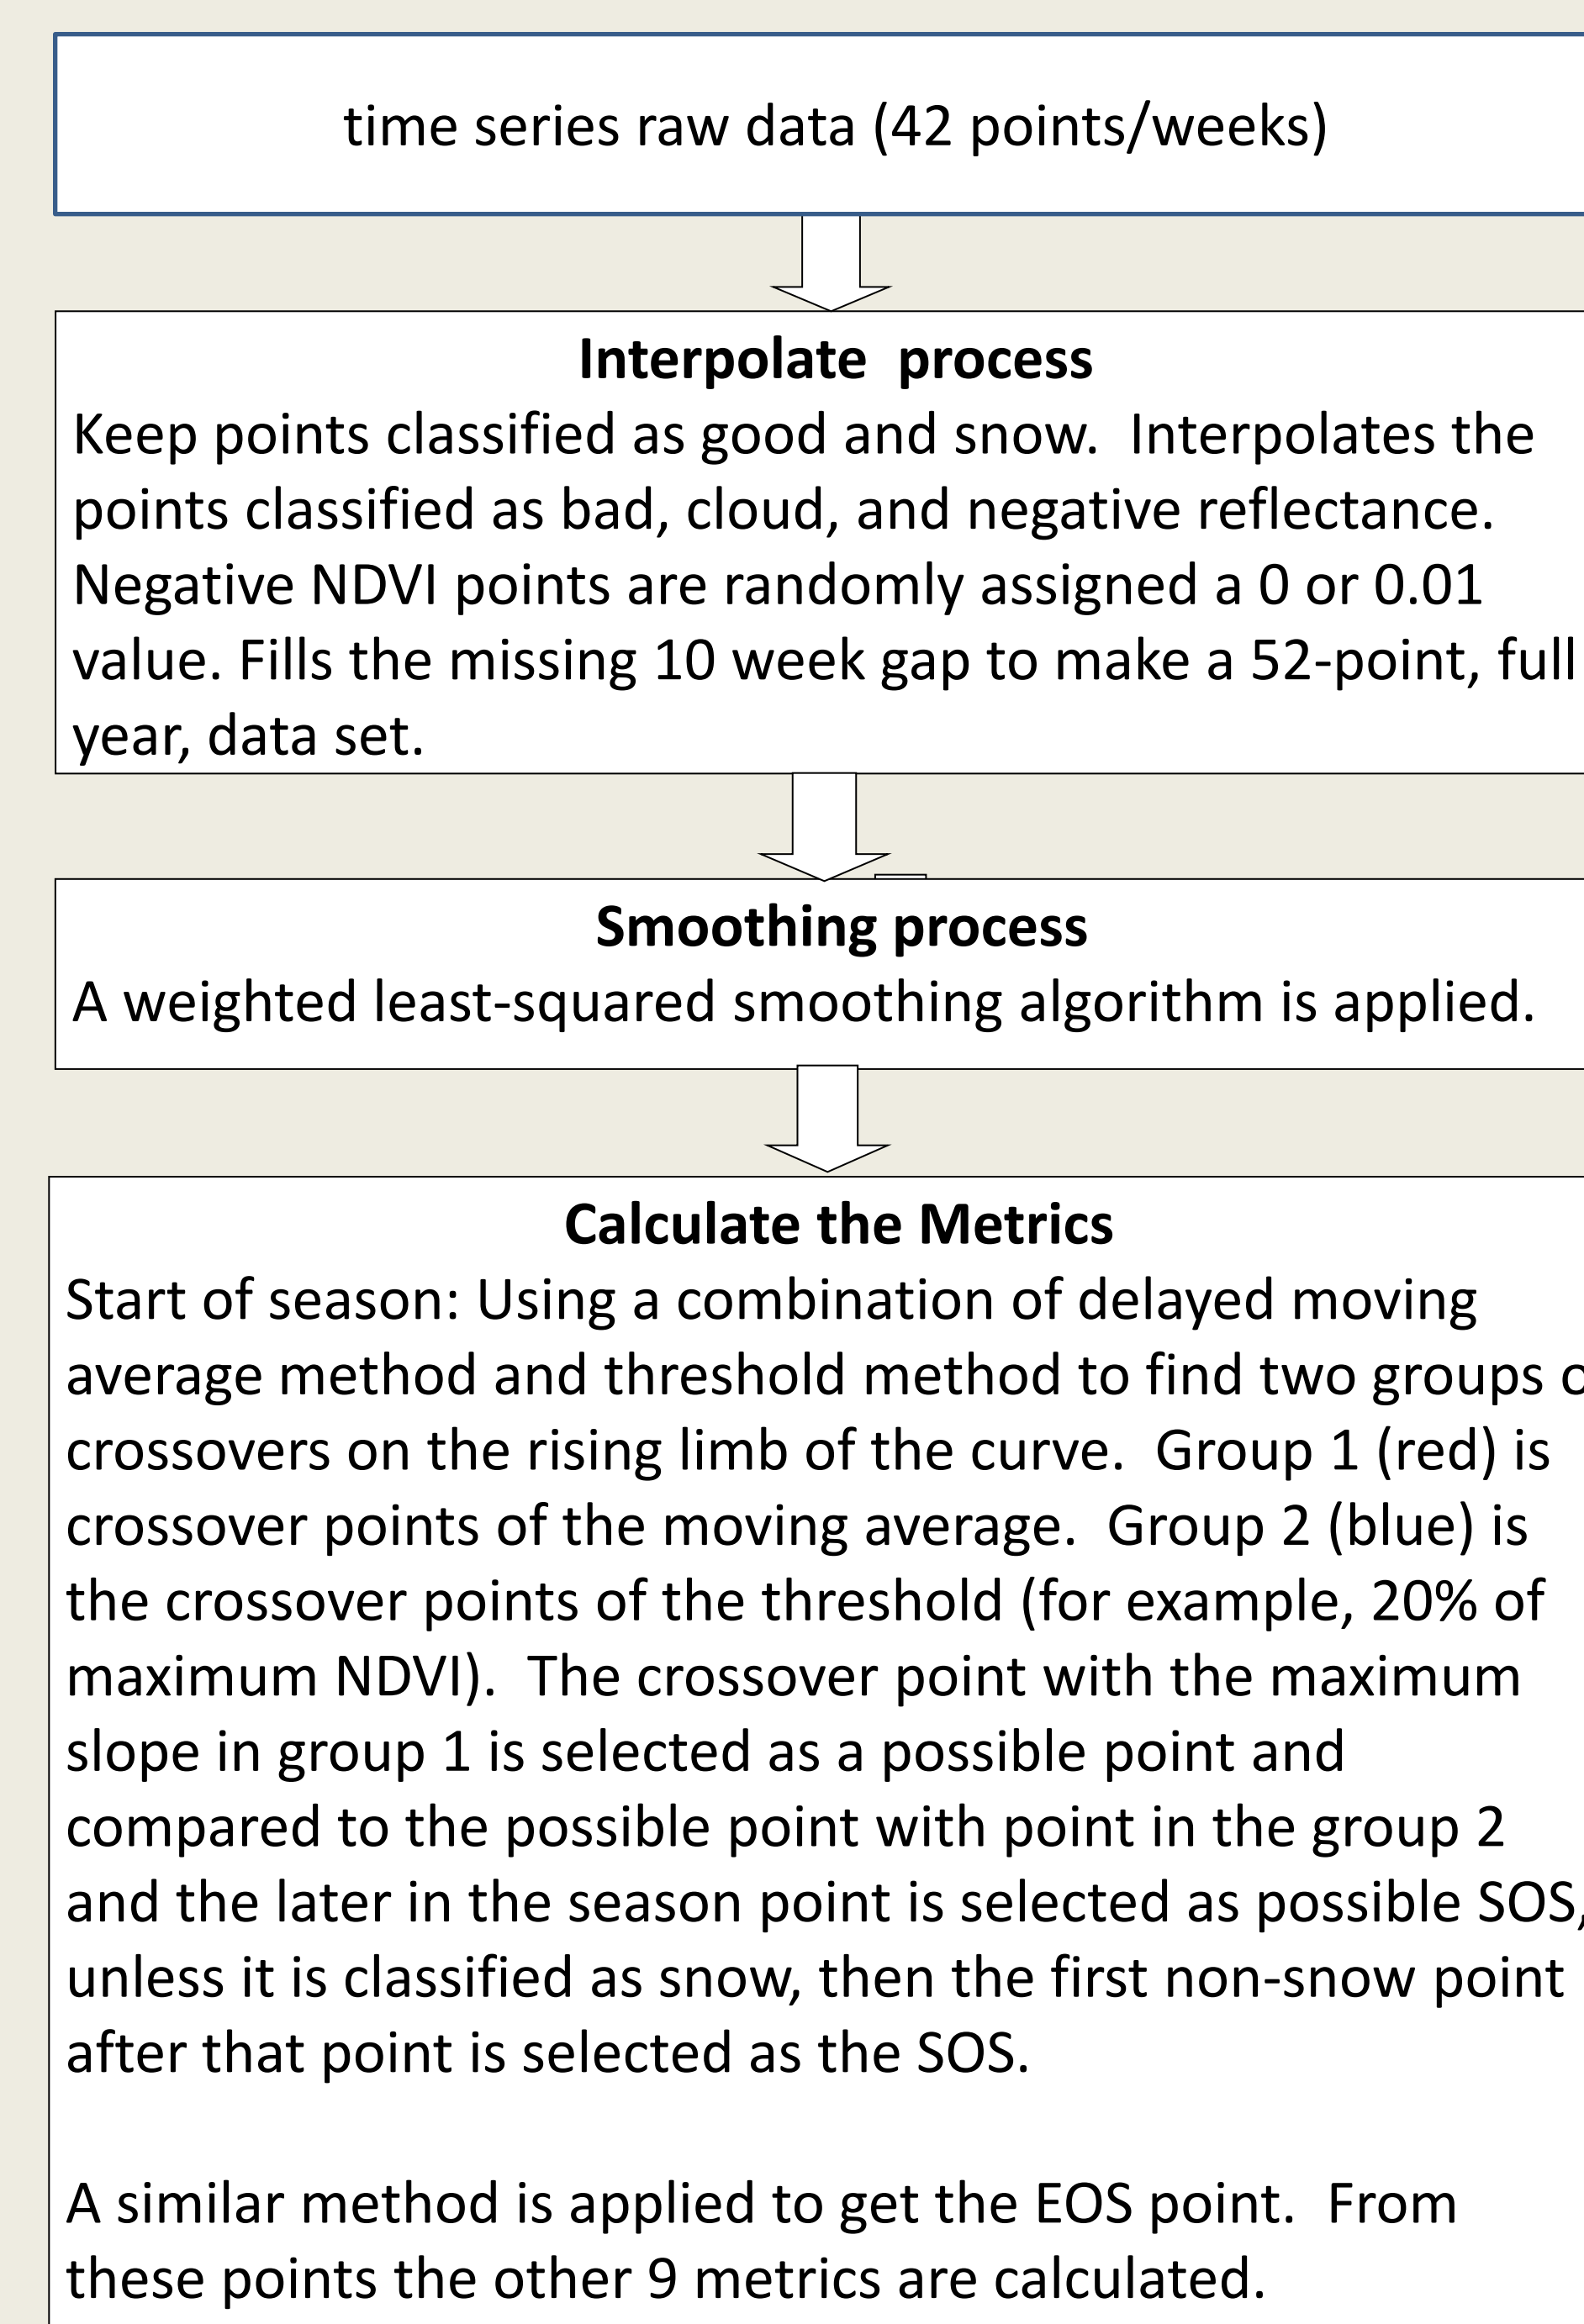 time series raw data (42 points/weeks)
Interpolate  process
Keep points classified as good and snow.  Interpolates the
points classified as bad, cloud, and negative reflectance.
Negative NDVI points are randomly assigned a 0 or 0.01
value. Fills the missing 10 week gap to make a 52-point, full
year, data set.
Smoothing process
A weighted least-squared smoothing algorithm is applied.
Calculate the Metrics
Start of season: Using a combination of delayed moving
average method and threshold method to find two groups
crossovers on the rising limb of the curve.  Group 1 (red) is
crossover points of the moving average.  Group 2 (blue) is
the crossover points of the threshold (for example, 20% of
maximum NDVI).  The crossover point with the maximum
slope in group 1 is selected as a possible point and
compared to the possible point with point in the group 2
and the later in the season point is selected as possible SOS,
unless it is classified as snow, then the first non-snow point
after that point is selected as the SOS.
A similar method is applied to get the EOS point.  From
these points the other 9 metrics are calculated.